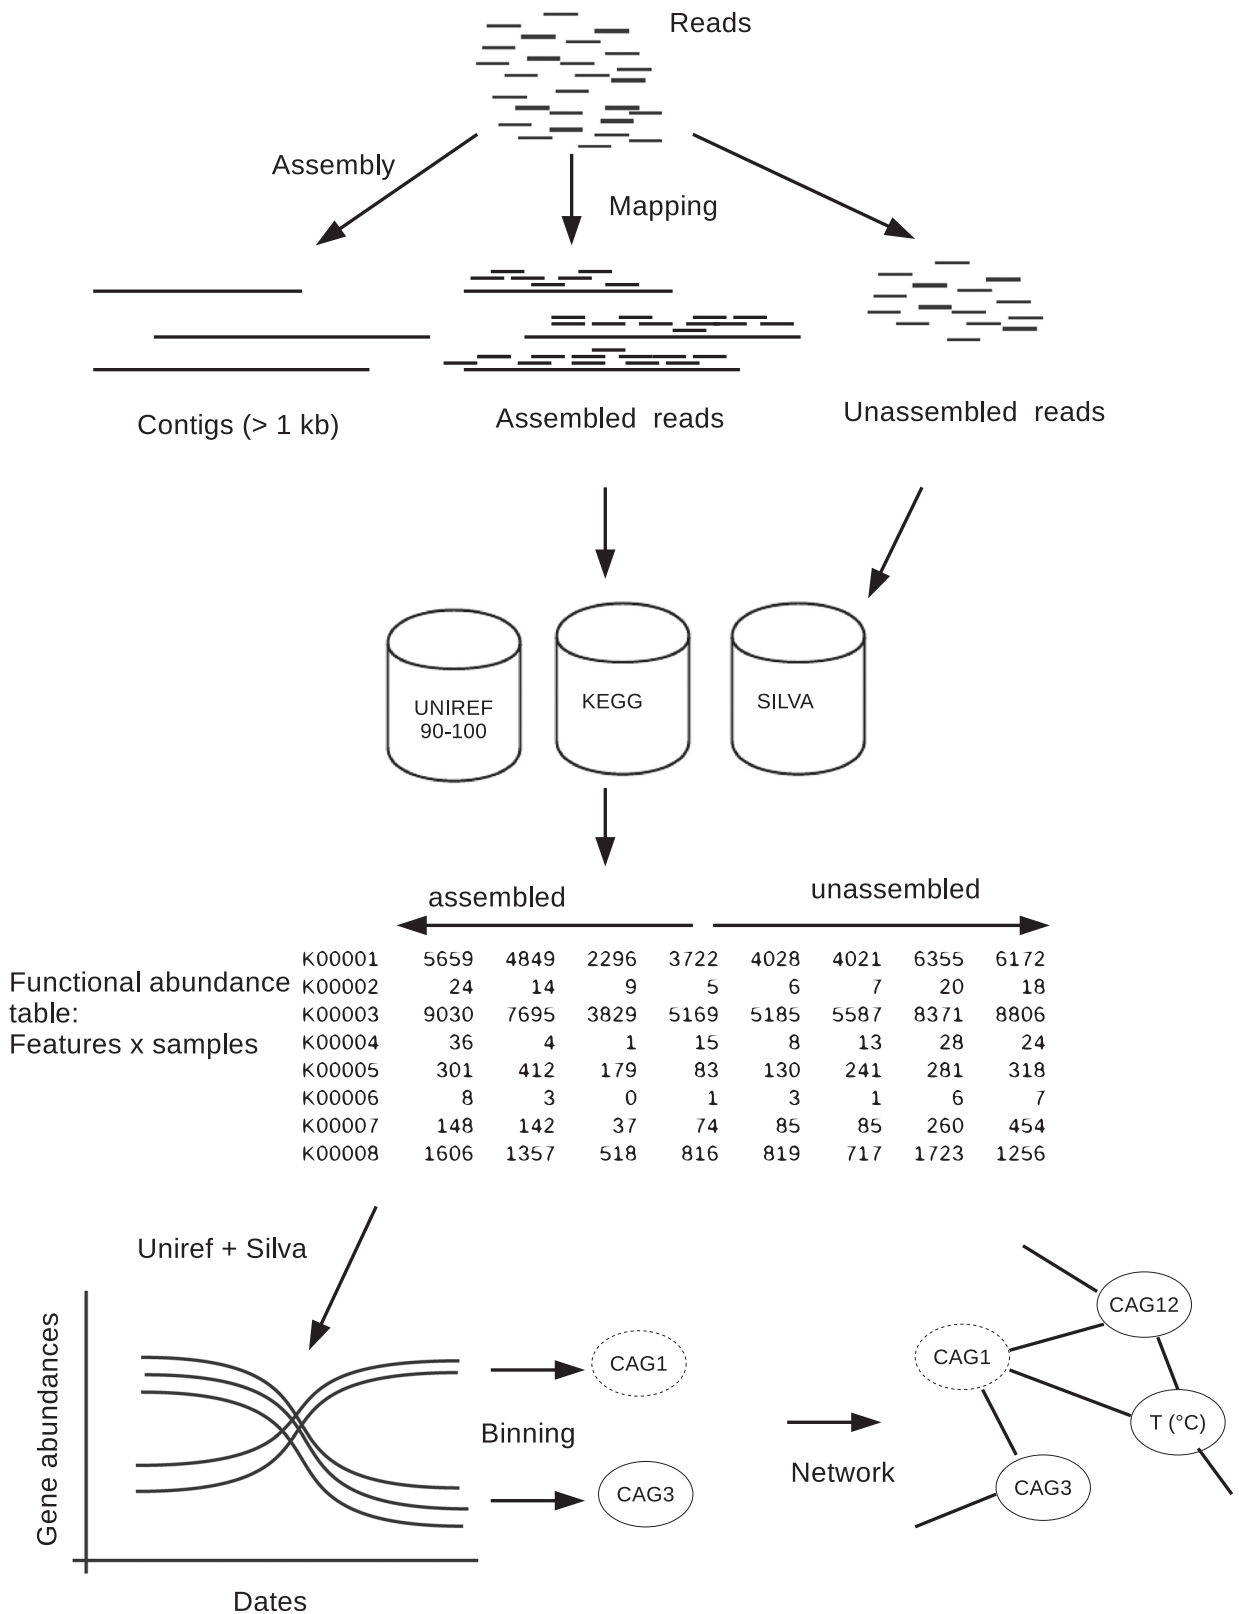 Reads
Assembly
Mapping
Contigs (> 1 kb)
Assembled reads
Unassembled reads
UNIREF
90-100
KEGG
SILVA
assembled
unassembled
Functional abundance
table:
Features x samples
K00001 5659 4849 2296 3722 4028 4021 6355 6172
K00002 24 14 9 5 6 7 20 18
K00003 9030 7695 3829 5169 5185 5587 8371 8806
K00004 36 4 1 15 8 13 28 24
K00005 301 412 179 83 130 241 281 318
K00006 8 3 0 1 3 1 6 7
K00007 148 142 37 74 85 85 260 454
K00008 1606 1357 518 816 819 717 1723 1256
Uniref + Silva
Gene abundances
Dates
CAG1
Binning
CAG3
Network
CAG12
CAG1
T (°C)
CAG3